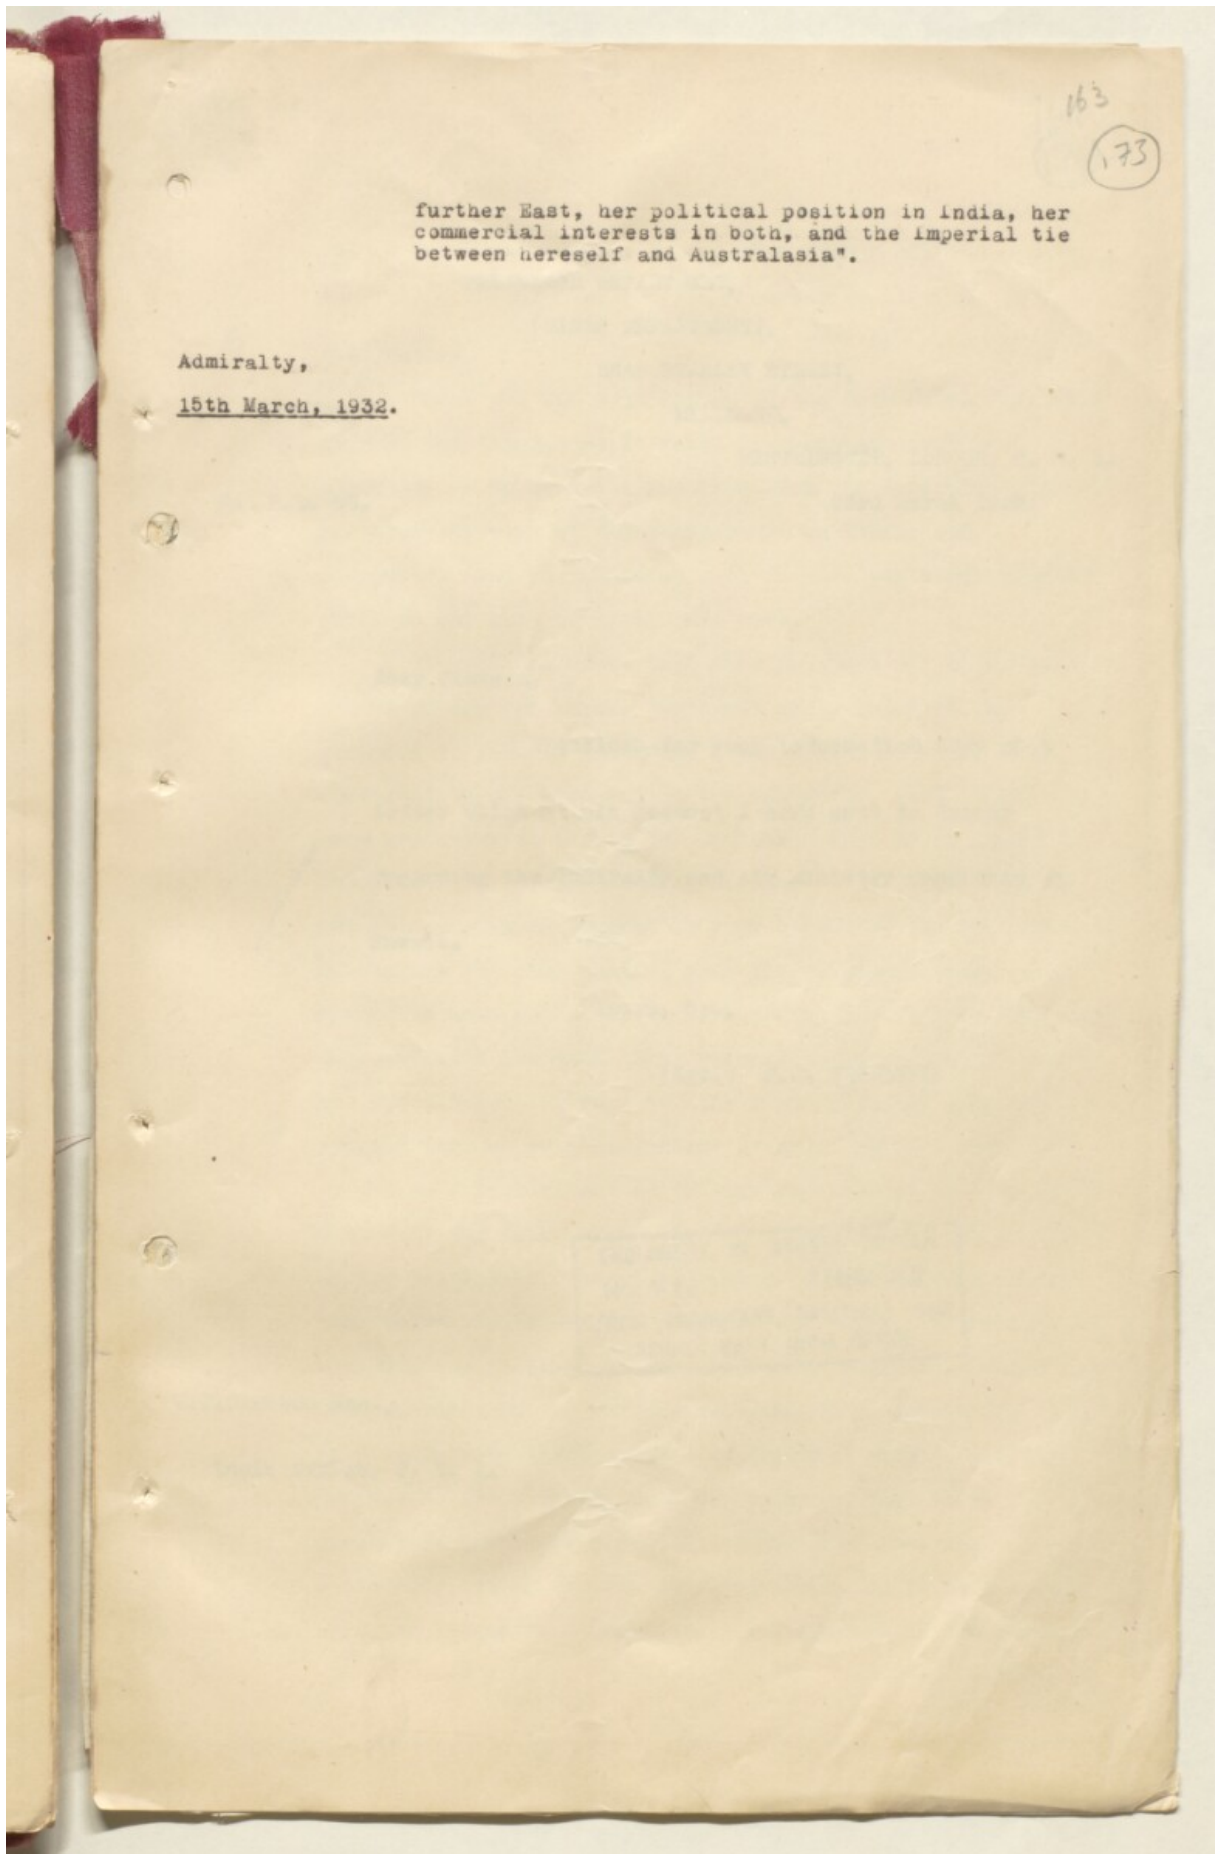 163
173
further East, her political position in India, her
commercial interests in both, and the Imperial tie
between hereself and Australasia".
Admiralty,
15th March, 1932.